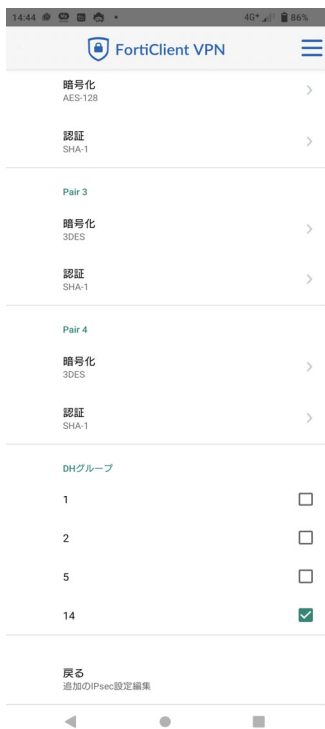 14:44
4G+
86%
FortiClient VPN
暗号化
AES-128
認証
SHA-1
Pair 3
暗号化
3DES
認証
SHA-1
Pair 4
暗号化
3DES
認証
SHA-1
DHグループ
1
2
5
14
戻る
追加のIPsec設定編集